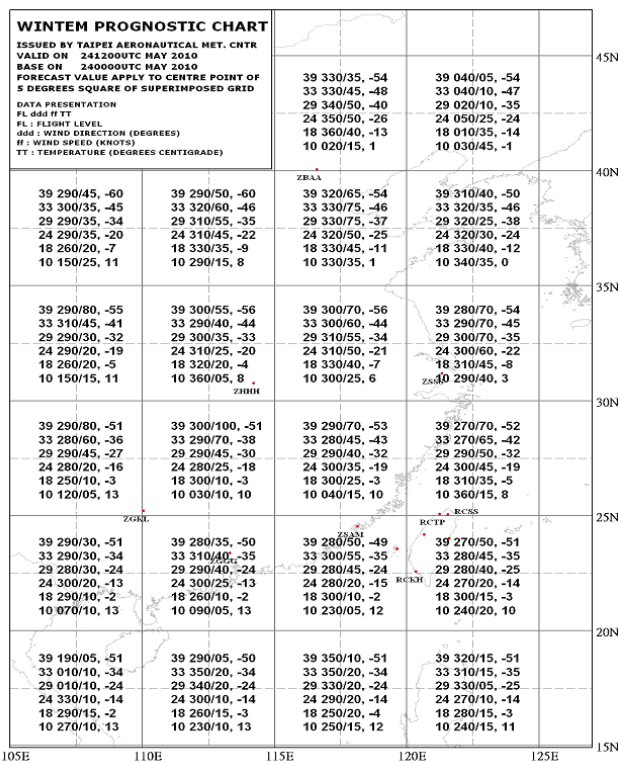 WINTEM PROGNOSTIC CHART
ISSUED BY TAIPEI AERONAUTICAL MET. CNTR
VALID ON 241200UTC MAY 2010
BASE ON 240000UTC MAY 2010
FORECAST VALUE APPLY TO CENTRE POINT OF
5 DEGREES SQUARE OF SUPERIMPOSED GRID
DATA PRESENTATION
FL ddd ff TT
FL : FLIGHT LEVEL
ddd : WIND DIRECTION (DEGREES)
ff : WIND SPEED (KNOTS)
TT : TEMPERATURE (DEGREES CENTIGRADE)
45N
39 330/35, -54 39 040/05, -54
33 330/45, -48 33 040/10, -47
29 340/50, -40 29 020/10, -35
24 350/50, -26 24 050/25, -24
18 360/40, -13 18 010/35, -14
10 020/15, 1 10 030/45, -1
40N
ZBAA
39 290/45, -60 39 290/50, -60 39 320/65, -54 39 310/40, -50
33 300/35, -45 33 320/60, -46 33 330/75, -46 33 320/35, -46
29 290/35, -34 29 310/55, -35 29 330/75, -37 29 320/25, -38
24 290/35, -20 24 310/45, -22 24 320/50, -25 24 320/30, -24
18 260/20, -7 18 330/35, -9 18 330/45, -11 18 330/40, -12
10 150/25, 11 10 290/15, 8 10 330/35, 1 10 340/35, 0
35N
39 290/80, -55 39 300/55, -56 39 300/70, -56 39 280/70, -54
33 310/45, -41 33 290/40, -44 33 300/60, -44 33 290/70, -45
29 290/30, -32 29 300/35, -33 29 310/55, -34 29 300/70, -35
24 290/20, -19 24 310/25, -20 24 310/50, -21 24 300/60, -22
18 260/20, -5 18 320/20, -4 18 330/40, -7 18 310/45, -8
10 150/15, 11 10 360/05, 8 10 300/25, 6 10 290/40, 3
ZHHH
30N
39 290/80, -51 39 300/100, -51 39 290/70, -53 39 270/70, -52
33 280/60, -36 33 290/70, -38 33 280/45, -43 33 270/65, -42
29 290/45, -27 29 290/45, -30 29 290/45, -31 29 290/50, -32
24 280/20, -16 24 280/25, -18 24 300/35, -19 24 300/45, -19
18 250/10, -3 18 300/10, -3 18 300/25, -3 18 310/35, -5
10 120/05, 13 10 030/10, 10 10 040/15, 10 10 360/15, 8
RCSS
25N
ZGKL ZSAM RCTP
39 290/30, -51 39 280/35, -50 39 280/50, -49 39 270/50, -51
33 290/30, -34 33 310/40, -35 33 300/55, -35 33 280/45, -35
29 280/30, -24 29 290/40, -24 29 280/45, -24 29 280/40, -25
ZGGG
24 300/20, -13 24 300/25, -13 24 280/20, -15 24 270/20, -14
RCKH
18 290/10, -2 18 260/10, -2 18 300/10, -2 18 300/15, -3
10 070/10, 13 10 090/05, 13 10 230/05, 12 10 240/20, 10
20N
39 190/05, -51 39 290/05, -50 39 350/10, -51 39 320/15, -51
33 010/10, -34 33 350/20, -34 33 350/20, -34 33 310/15, -35
29 010/10, -24 29 340/20, -24 29 330/20, -24 29 330/05, -25
24 330/10, -14 24 300/10, -14 24 290/20, -14 24 270/10, -14
18 290/15, -2 18 260/15, -3 18 250/20, -4 18 280/15, -3
10 270/10, 13 10 230/10, 13 10 250/15, 12 10 240/15, 11
15N
105E 110E 115E 120E 125E